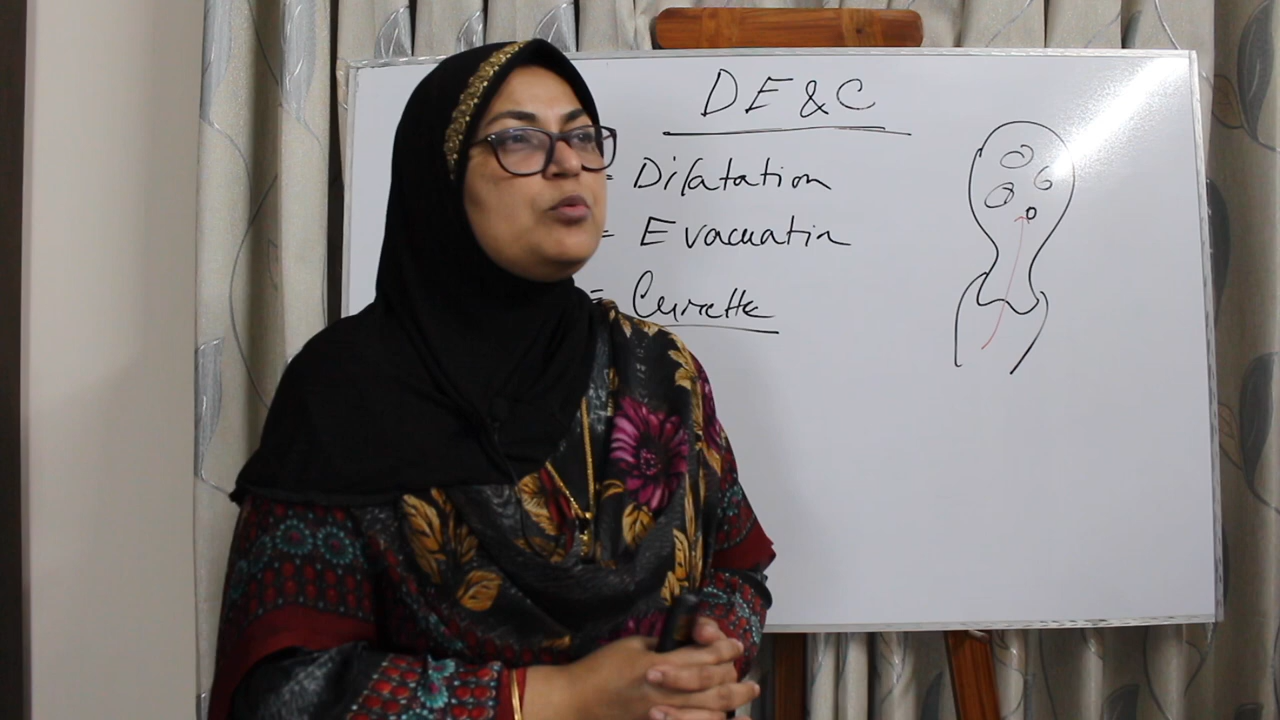 DE&C
= Dilatation
= Evacuatin
= Curette